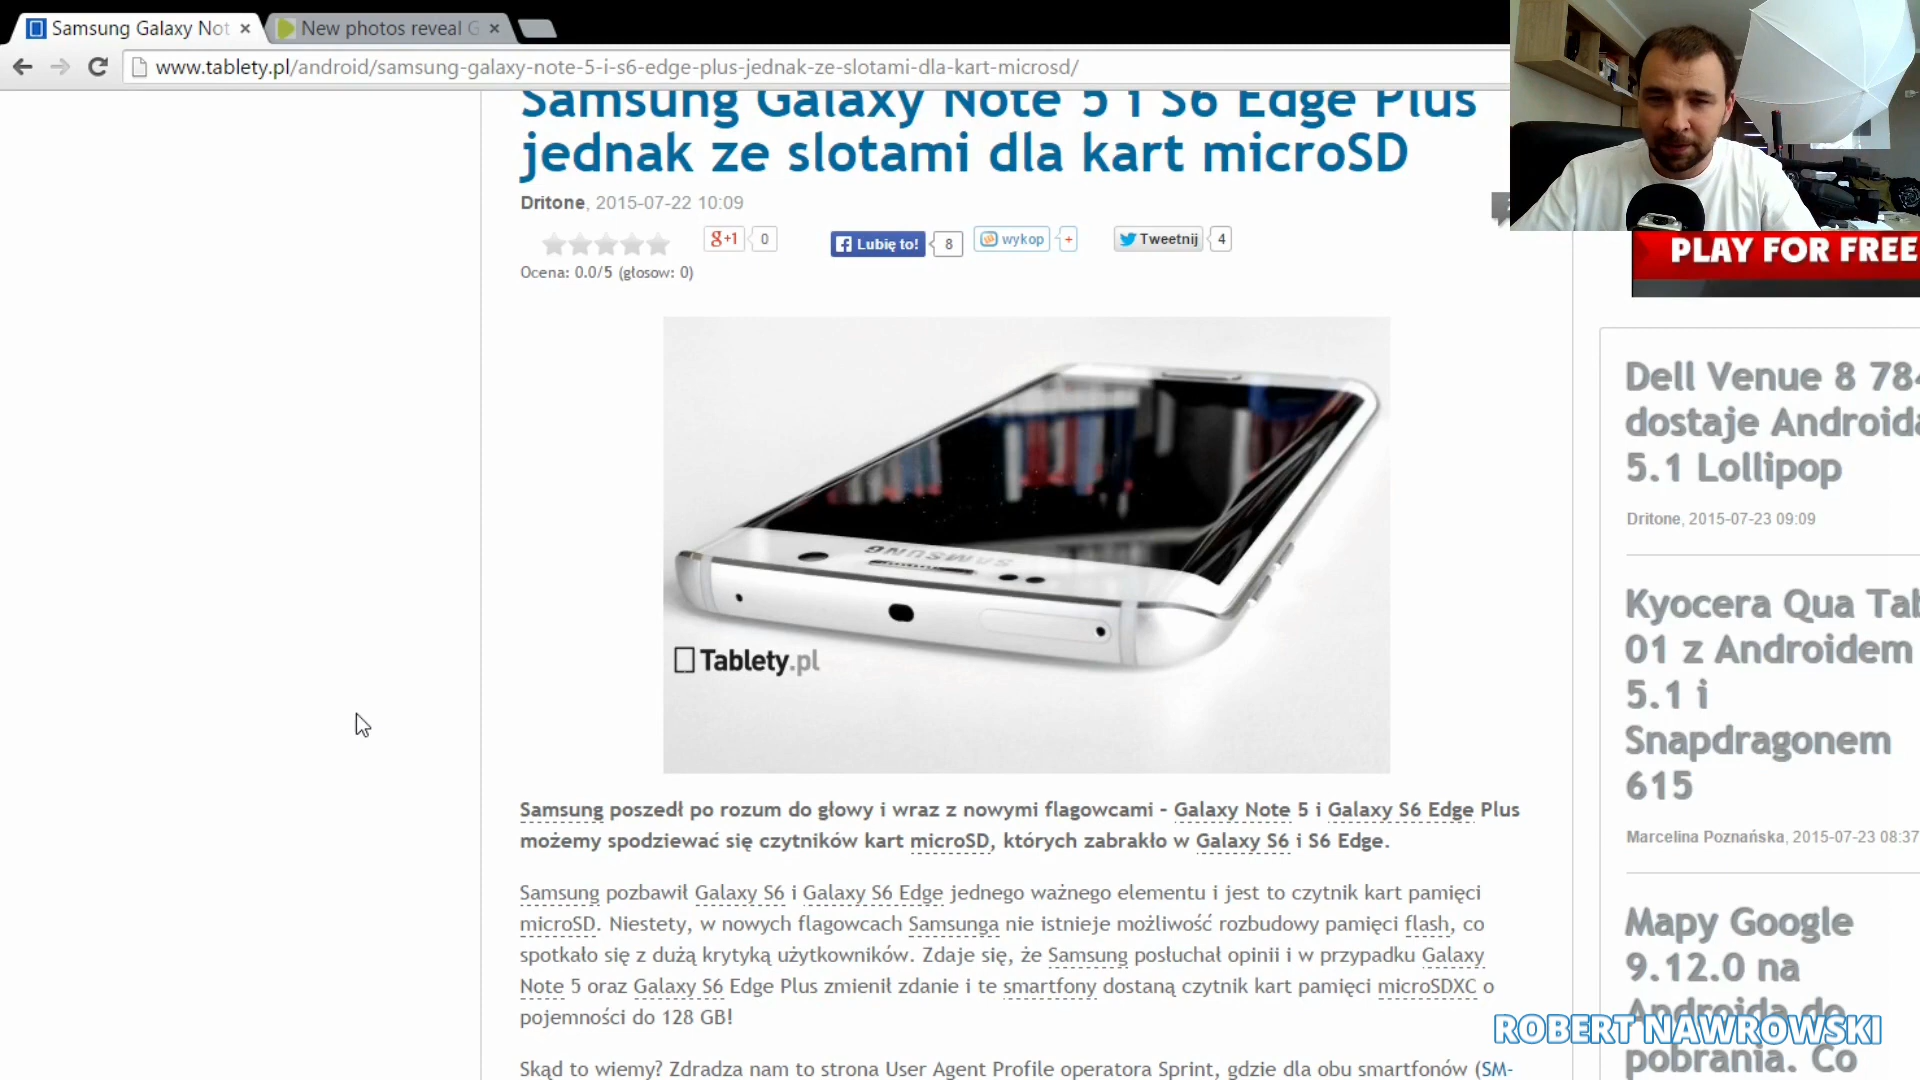 Samsung Galaxy Not
New photos reveal G
www.tablety.pl/android/samsung-galaxy-note-5-i-s6-edge-plus-jednak-ze-slotami-dla-kart-microsd/
Samsung Galaxy Note 5 i S6 Edge Plus
jednak ze slotami dla kart microSD
Dritone, 2015-07-22 10:09
g+1 0
Lubię to! 8
wykop +
Tweetnij 4
Ocena: 0.0/5 (głosow: 0)
SAMSUNG
Tablety.pl
Samsung poszedł po rozum do głowy i wraz z nowymi flagowcami - Galaxy Note 5 i Galaxy S6 Edge Plus
możemy spodziewać się czytników kart microSD, których zabrakło w Galaxy S6 i S6 Edge.
Samsung pozbawił Galaxy S6 i Galaxy S6 Edge jednego ważnego elementu i jest to czytnik kart pamięci
microSD. Niestety, w nowych flagowcach Samsunga nie istnieje możliwość rozbudowy pamięci flash, co
spotkało się z dużą krytyką użytkowników. Zdaje się, że Samsung posłuchał opinii i w przypadku Galaxy
Note 5 oraz Galaxy S6 Edge Plus zmienił zdanie i te smartfony dostaną czytnik kart pamięci microSDXC o
pojemności do 128 GB!
Skąd to wiemy? Zdradza nam to strona User Agent Profile operatora Sprint, gdzie dla obu smartfonów (SM-
PLAY FOR FREE
Dell Venue 8 784
dostaje Androida
5.1 Lollipop
Dritone, 2015-07-23 09:09
Kyocera Qua Tab
01 z Androidem
5.1 i
Snapdragonem
615
Marcelina Poznańska, 2015-07-23 08:37
Mapy Google
9.12.0 na
Androida do
pobrania. Co
ROBERT NAWROWSKI